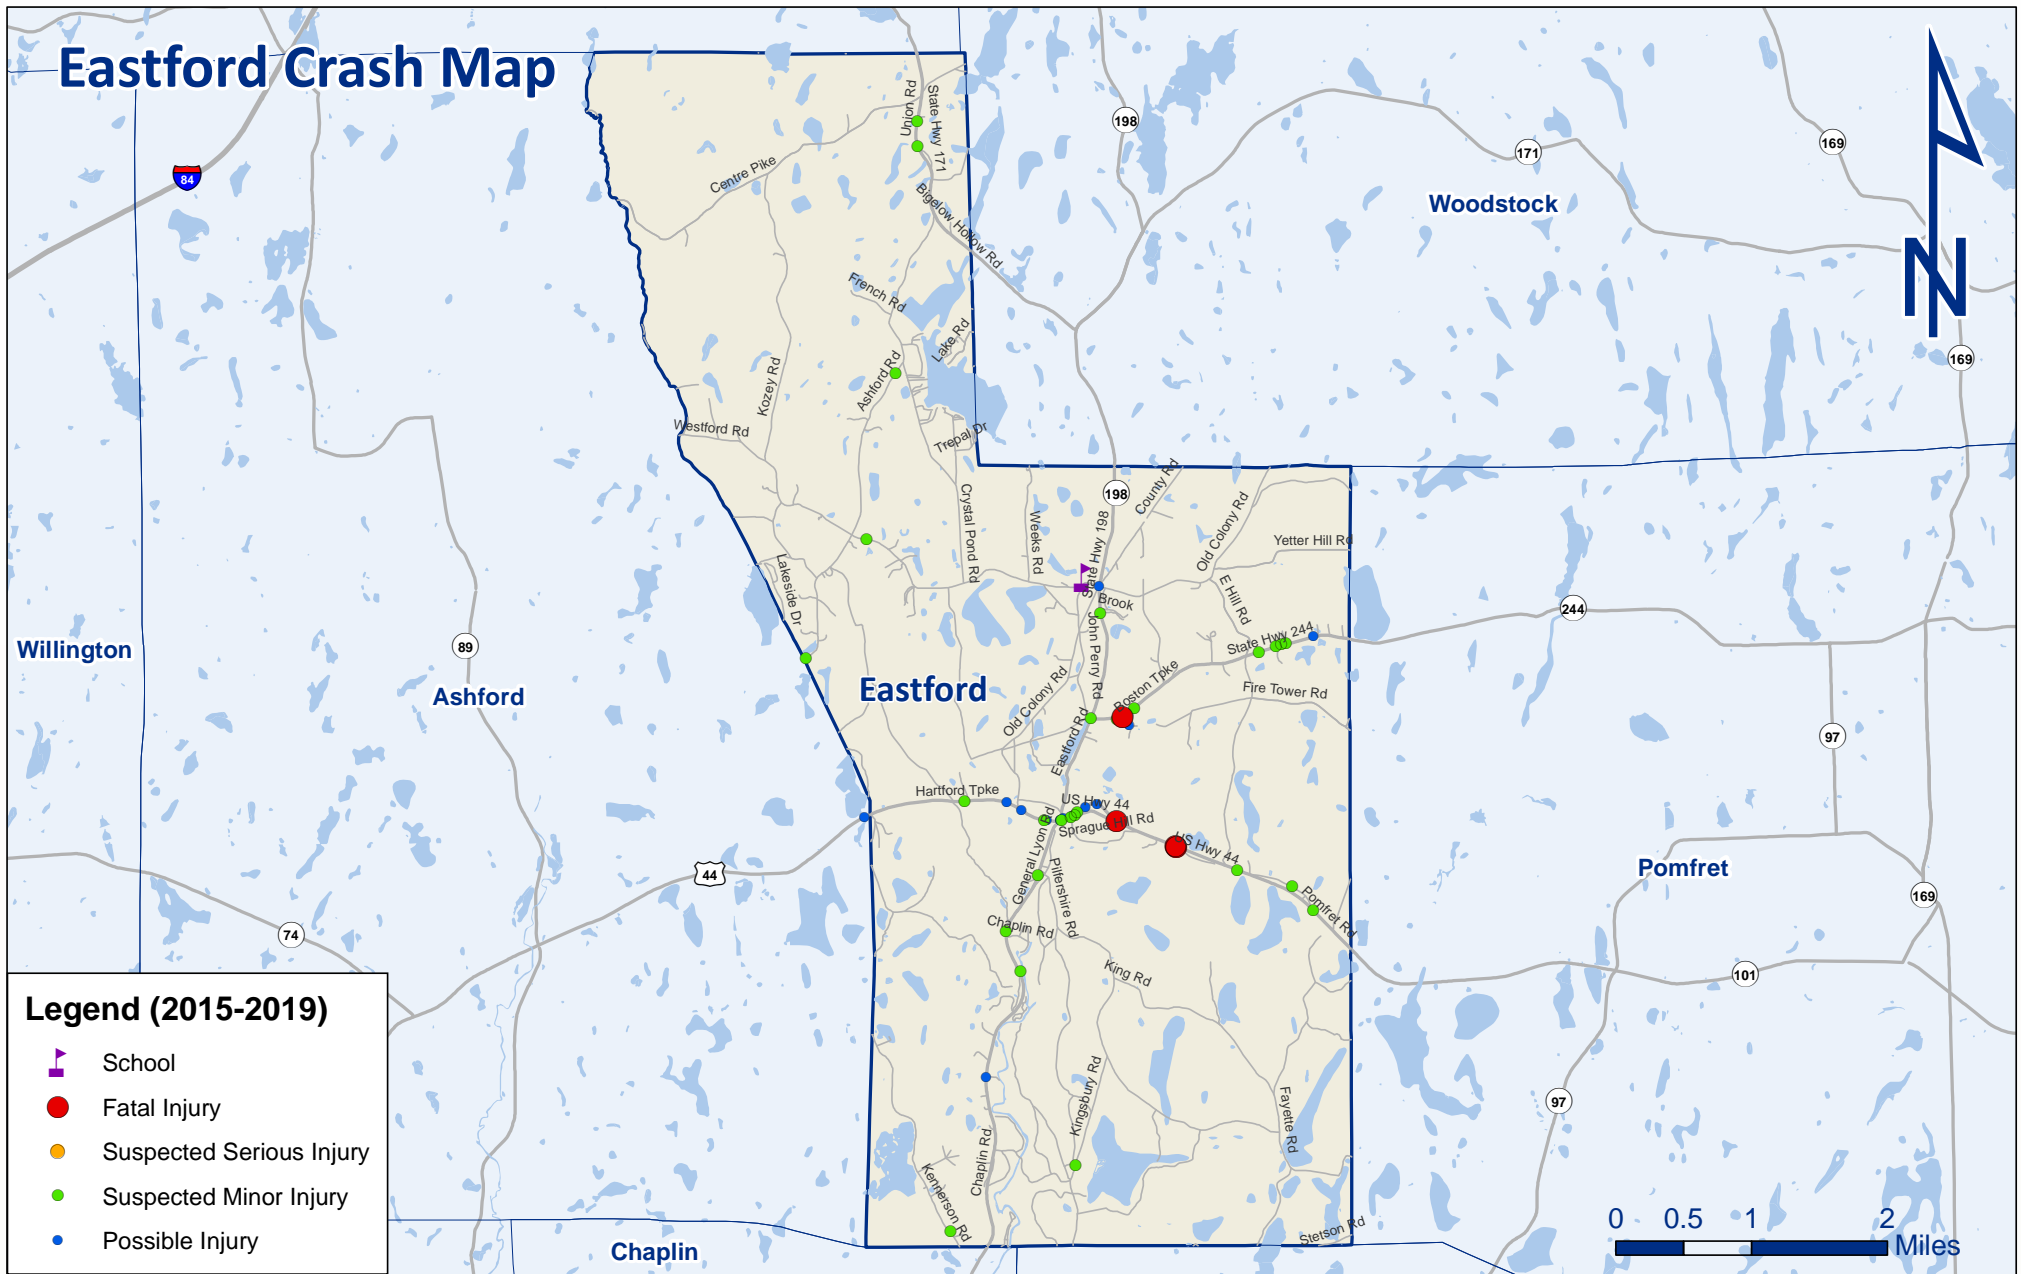 Eastford Crash Map
84
198
171
169
Woodstock
N
169
Union Rd
State Hwy 171
Centre Pike
Bigelow Hollow Rd
French Rd
Lake Rd
Kozey Rd
Ashford Rd
Westford Rd
Trepal Dr
198
County Rd
Crystal Pond Rd
Weeks Rd
State Hwy 198
Old Colony Rd
Yetter Hill Rd
Lakeside Dr
Brook
E Hill Rd
244
Willington
89
Ashford
Eastford
John Perry Rd
State Hwy 244
Boston Tpke
Fire Tower Rd
Old Colony Rd
Eastford Rd
97
Hartford Tpke
US Hwy 44
Sprague Hill Rd
US Hwy 44
General Lyon Rd
Pilfershire Rd
Pomfret Rd
44
Pomfret
169
74
Chaplin Rd
King Rd
101
Kingsbury Rd
Fayette Rd
97
Chaplin Rd
Kennerson Rd
Stetson Rd
Chaplin
Legend (2015-2019)
School
Fatal Injury
Suspected Serious Injury
Suspected Minor Injury
Possible Injury
0 0.5 1 2
Miles